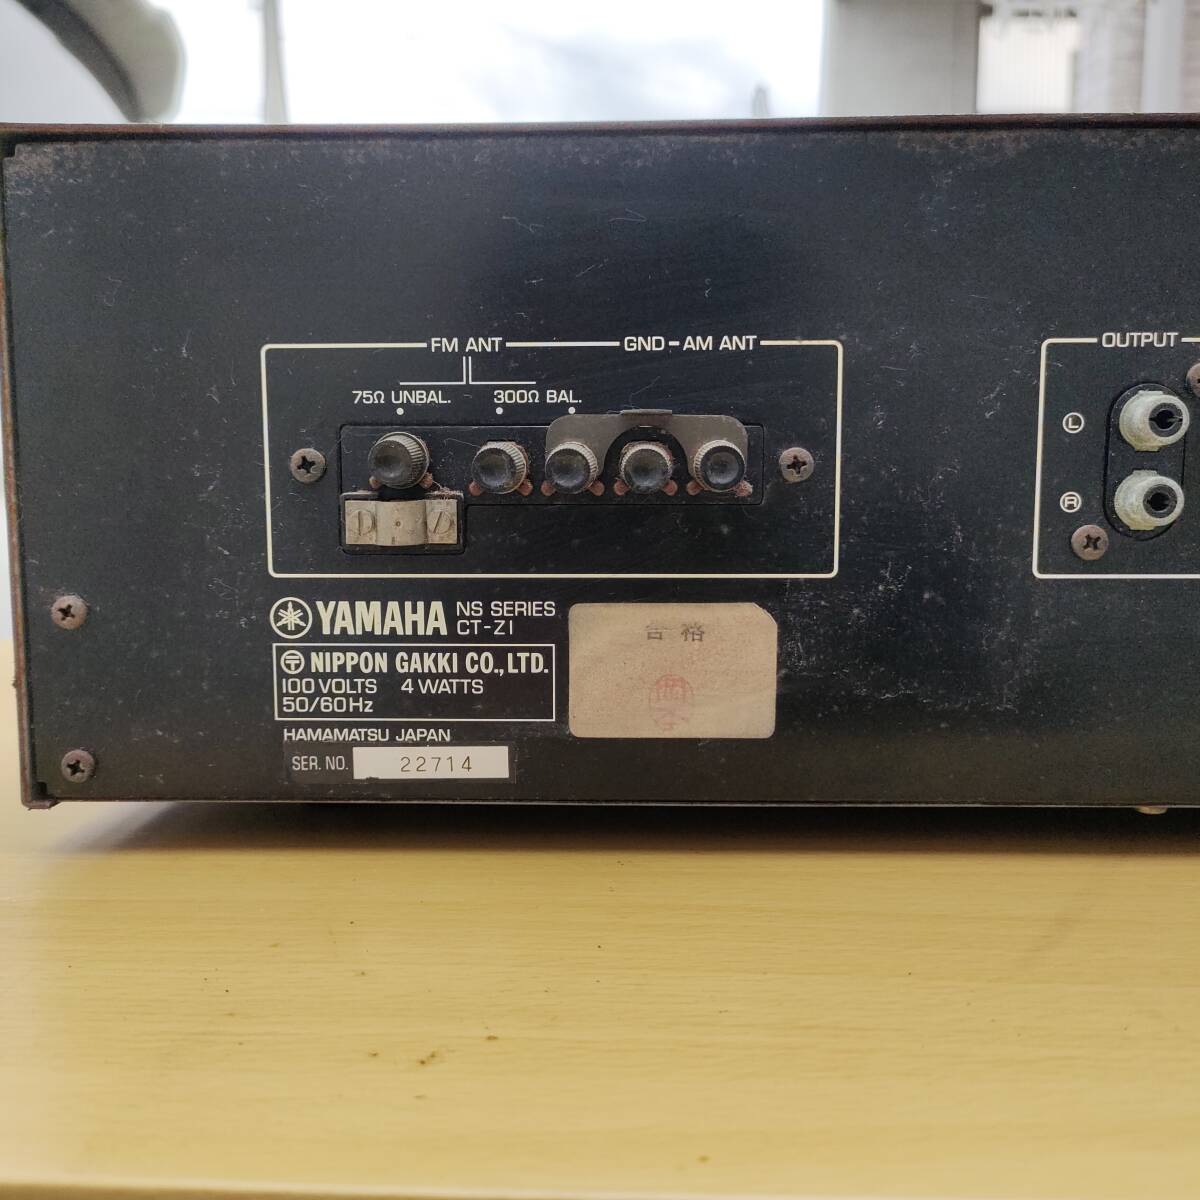 FM ANT
GND - AM ANT
75Ω UNBAL.
300Ω BAL.
OUTPUT
L
R
YAMAHA
NS SERIES
CT-Z1
合格
NIPPON GAKKI CO., LTD.
100 VOLTS 4 WATTS
50/60Hz
HAMAMATSU JAPAN
SER. NO. 22714